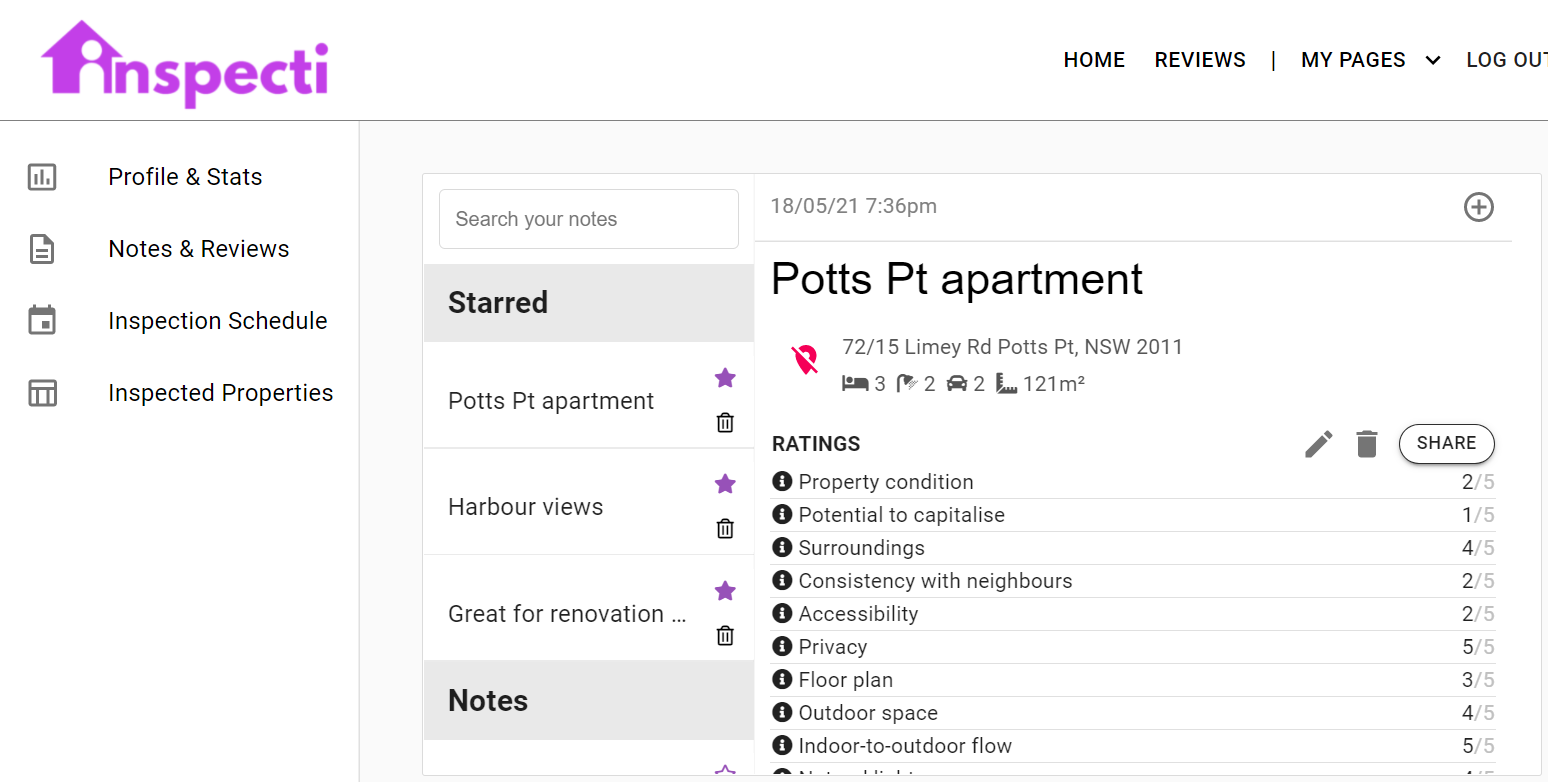 inspecti
HOME REVIEWS | MY PAGES LOG OUT
Profile & Stats
Notes & Reviews
Inspection Schedule
Inspected Properties
Search your notes
Starred
Potts Pt apartment
Harbour views
Great for renovation ...
Notes
18/05/21 7:36pm
Potts Pt apartment
72/15 Limey Rd Potts Pt, NSW 2011
3 2 2 121m²
RATINGS SHARE
Property condition 2/5
Potential to capitalise 1/5
Surroundings 4/5
Consistency with neighbours 2/5
Accessibility 2/5
Privacy 5/5
Floor plan 3/5
Outdoor space 4/5
Indoor-to-outdoor flow 5/5